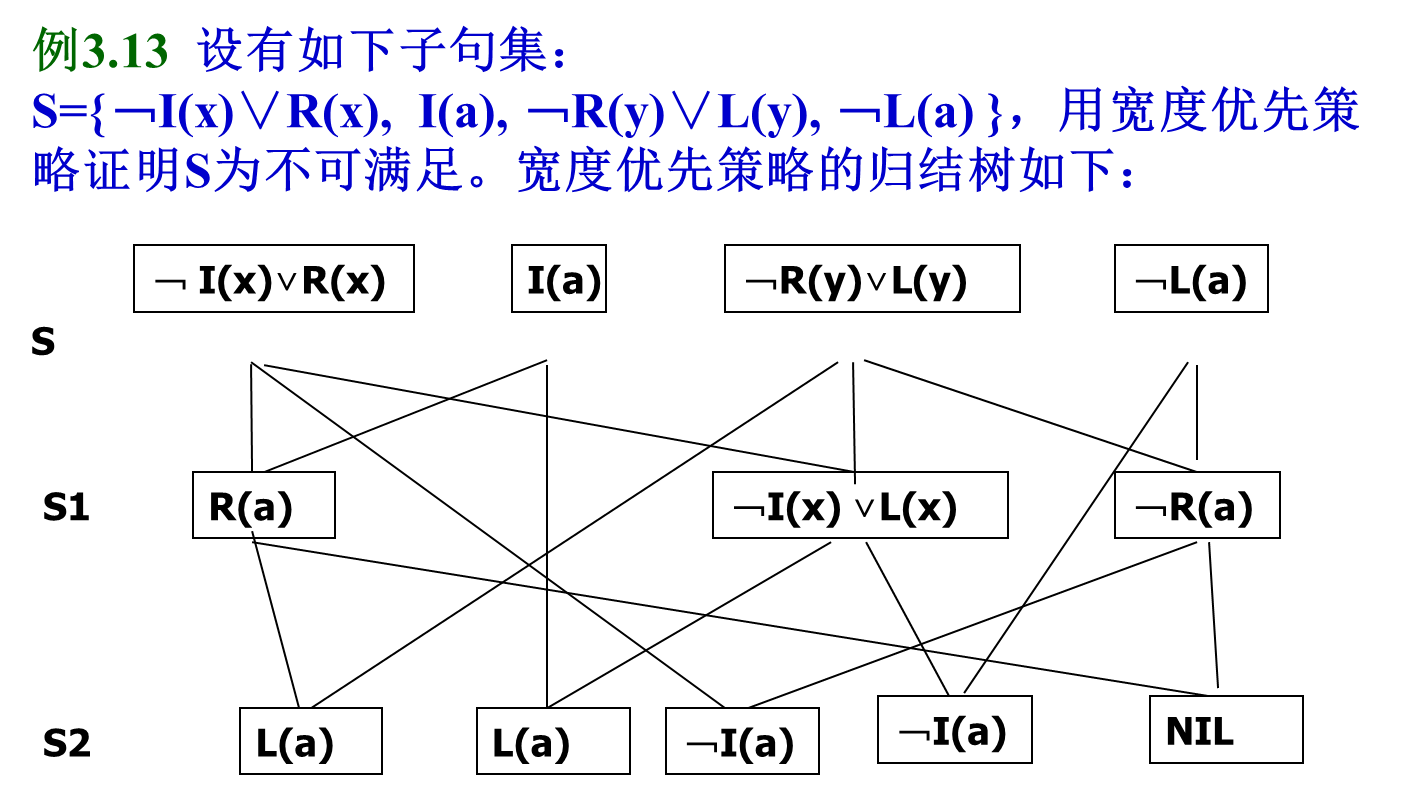 例3.13 设有如下子句集：
S={￢I(x)∨R(x), I(a), ￢R(y)∨L(y), ￢L(a) }，用宽度优先策
略证明S为不可满足。宽度优先策略的归结树如下：
￢ I(x)∨R(x) I(a) ￢R(y)∨L(y) ￢L(a)
S
S1 R(a) ￢I(x) ∨L(x) ￢R(a)
S2 L(a) L(a) ￢I(a) ￢I(a) NIL